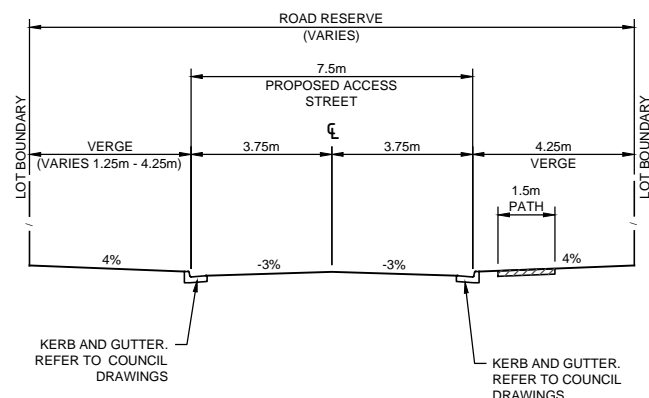 ROAD RESERVE
(VARIES)
7.5m
PROPOSED ACCESS
STREET
℄
LOT BOUNDARY
LOT BOUNDARY
VERGE
(VARIES 1.25m - 4.25m)
3.75m
3.75m
4.25m
VERGE
1.5m
PATH
4%
-3%
-3%
4%
KERB AND GUTTER.
REFER TO COUNCIL
DRAWINGS
KERB AND GUTTER.
REFER TO COUNCIL
DRAWINGS